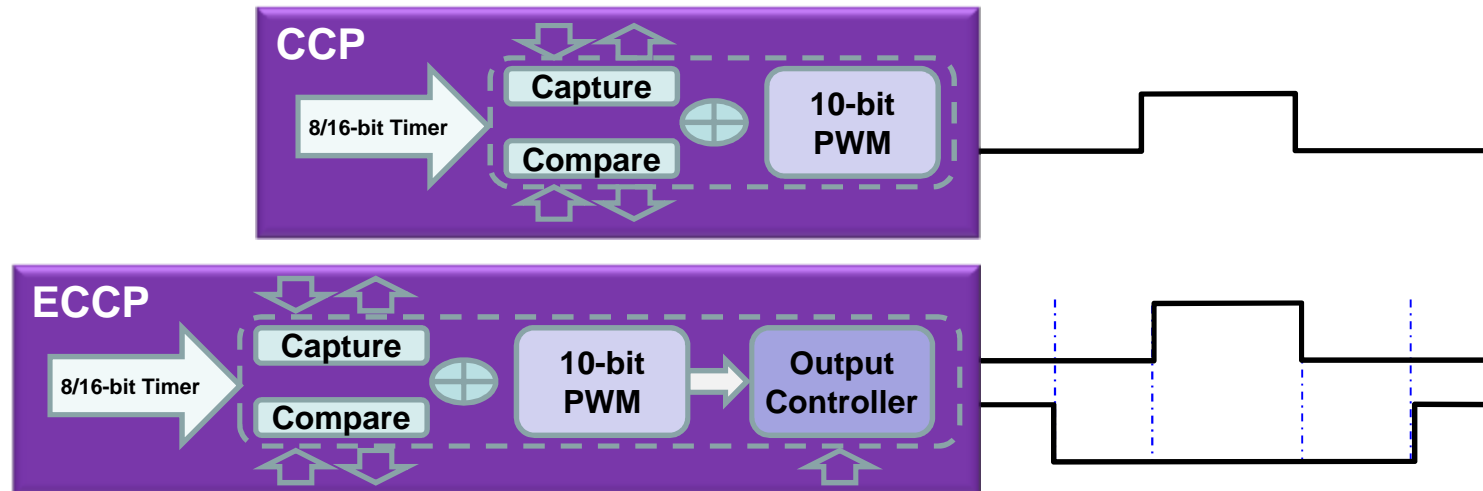 CCP
8/16-bit Timer
Capture
Compare
10-bit
PWM
ECCP
8/16-bit Timer
Capture
Compare
10-bit
PWM
Output
Controller